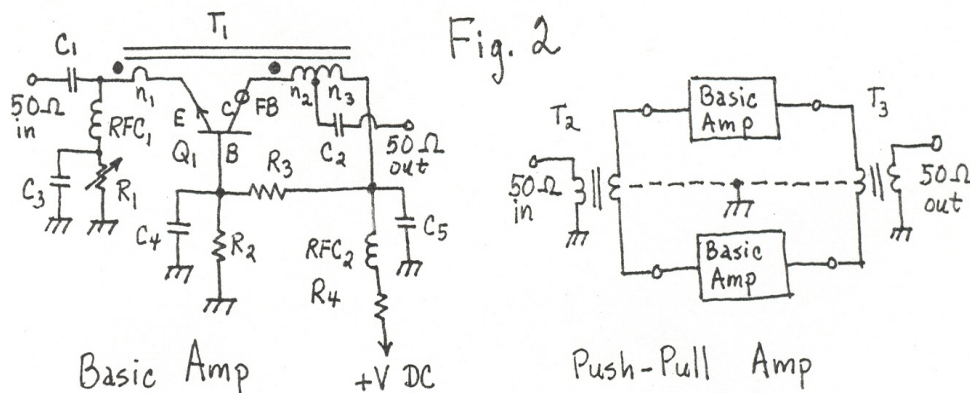 Fig. 2
T1
C1
n1
n2
n3
50Ω
in
RFC1
E
C
FB
Q1
B
C2
50Ω
out
C3
R1
R3
C4
R2
C5
RFC2
R4
+V DC
Basic Amp
T2
T3
Basic
Amp
50Ω
in
50Ω
out
Basic
Amp
Push-Pull Amp